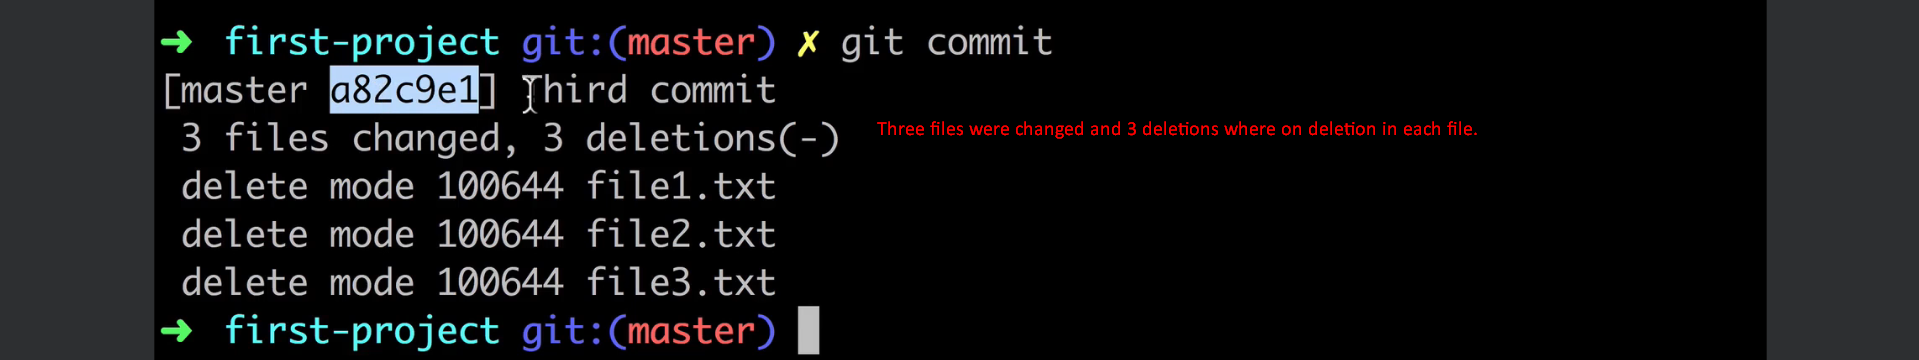 ➜ first-project git:(master) ✗ git commit
[master a82c9e1] Third commit
3 files changed, 3 deletions(-)
Three files were changed and 3 deletions where on deletion in each file.
delete mode 100644 file1.txt
delete mode 100644 file2.txt
delete mode 100644 file3.txt
➜ first-project git:(master)